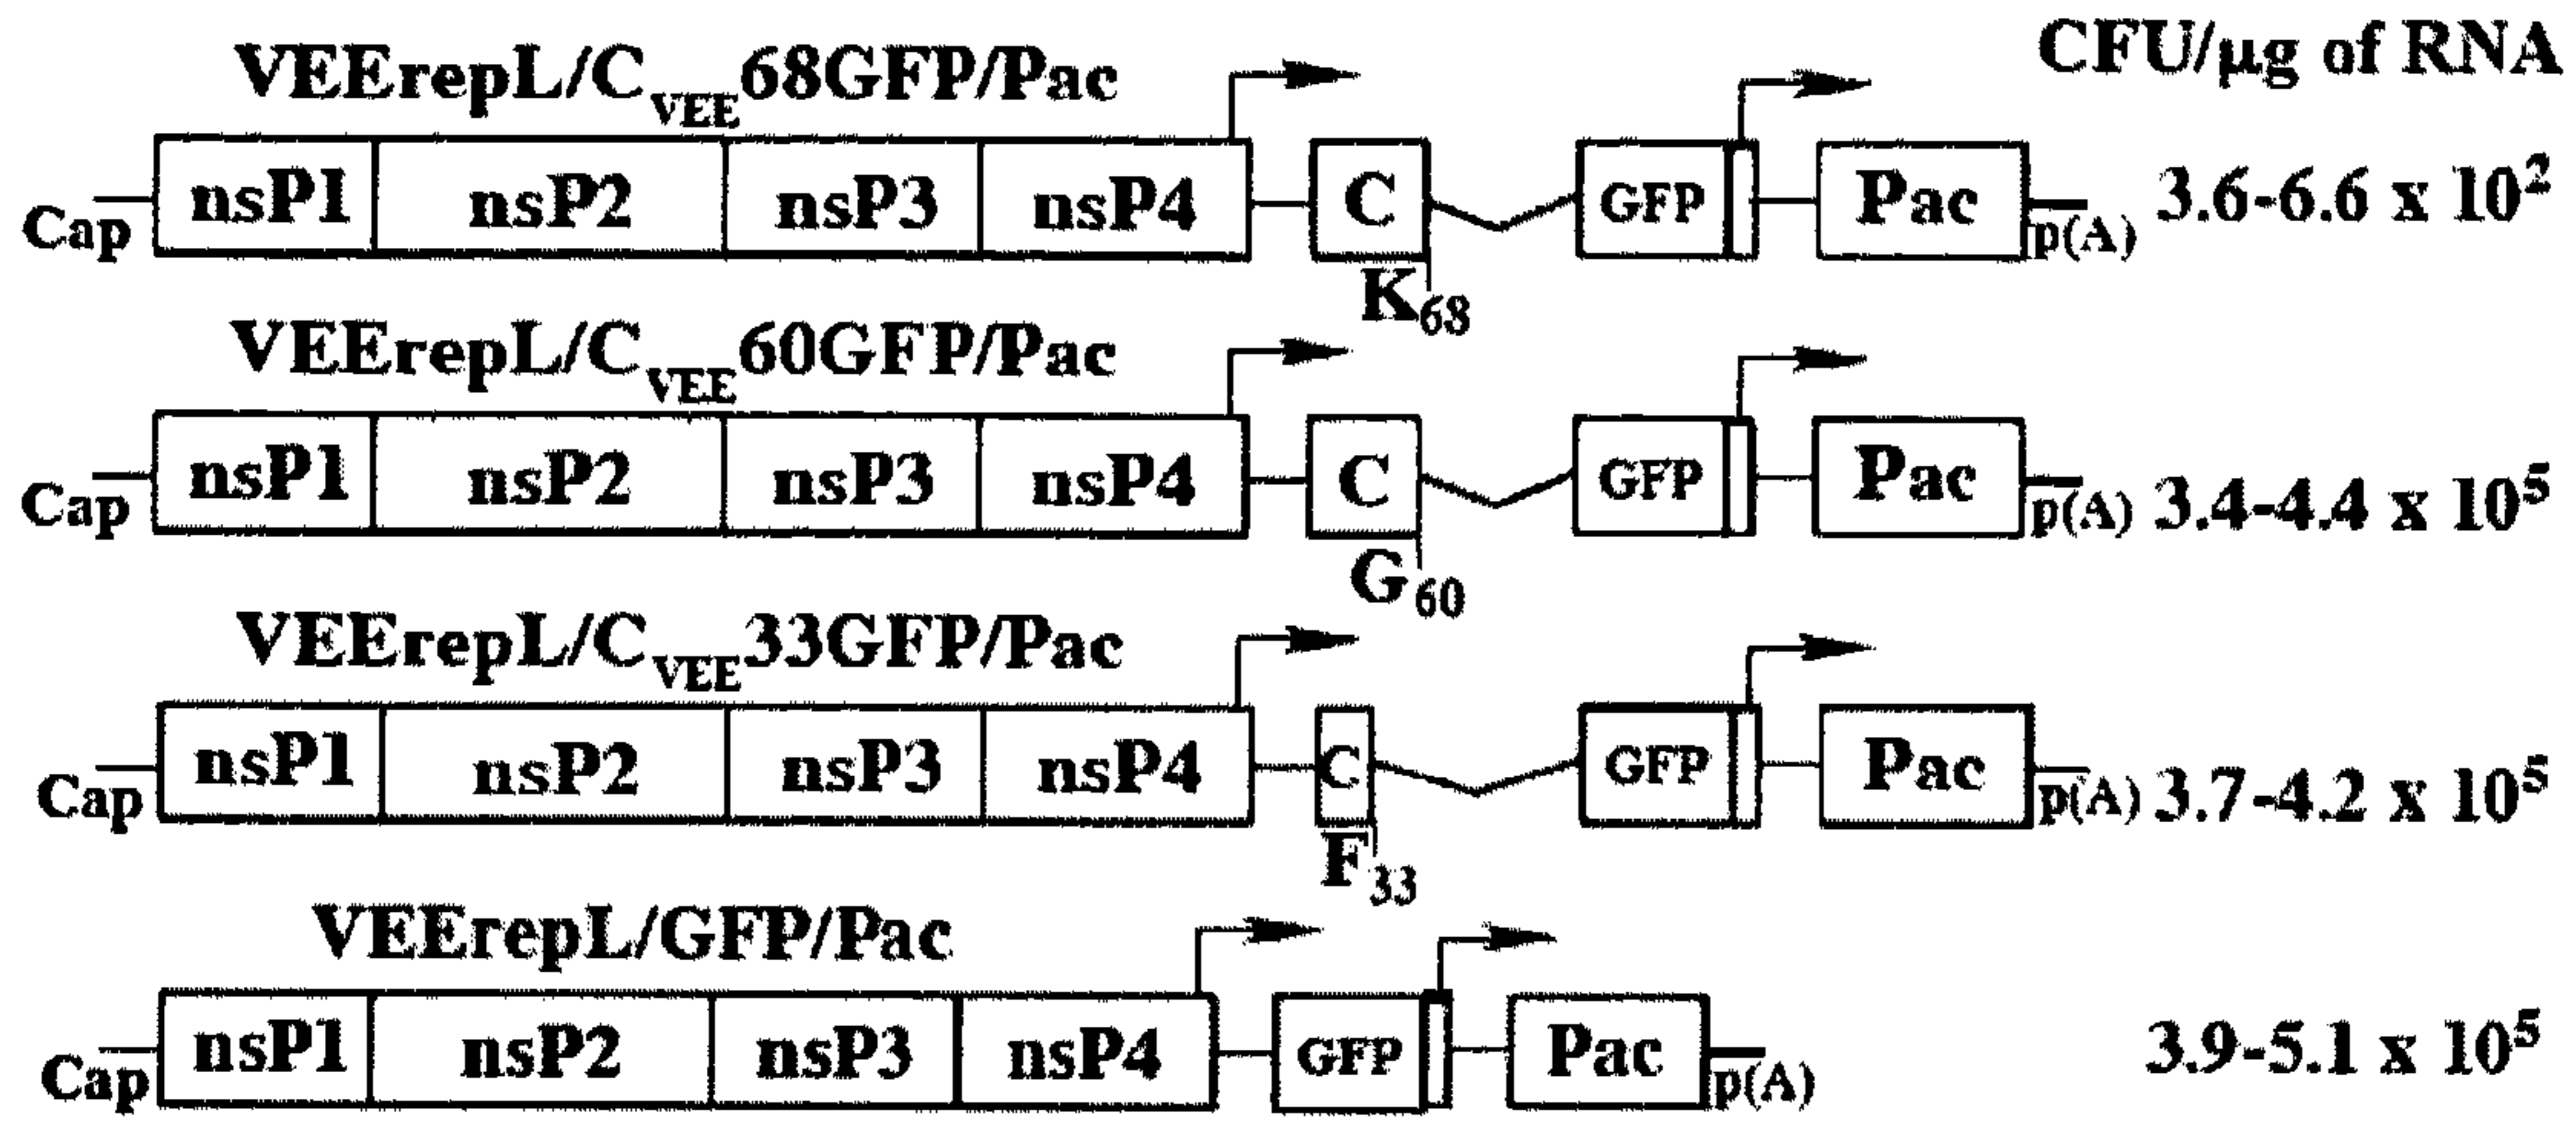 VEErepL/CVEE68GFP/Pac CFU/µg of RNA
Cap nsP1 nsP2 nsP3 nsP4 C GFP Pac p(A) 3.6-6.6 x 10²
K68
VEErepL/CVEE60GFP/Pac
Cap nsP1 nsP2 nsP3 nsP4 C GFP Pac p(A) 3.4-4.4 x 10⁵
G60
VEErepL/CVEE33GFP/Pac
Cap nsP1 nsP2 nsP3 nsP4 C GFP Pac p(A) 3.7-4.2 x 10⁵
F33
VEErepL/GFP/Pac
Cap nsP1 nsP2 nsP3 nsP4 GFP Pac p(A) 3.9-5.1 x 10⁵